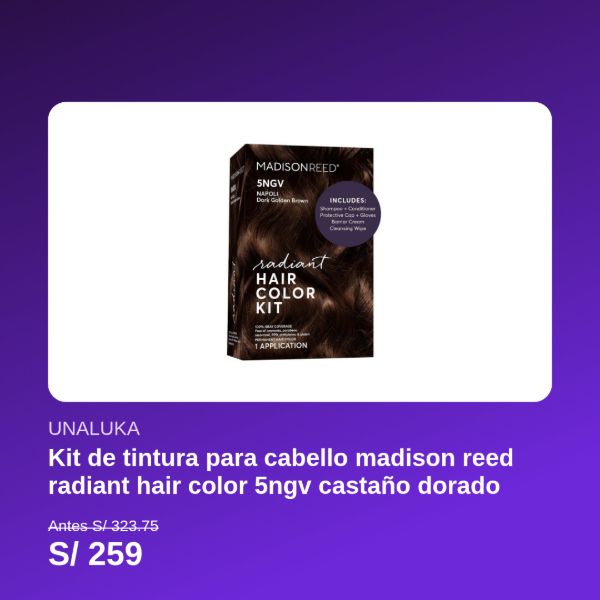 MADISONREED®
5NGV
NAPOLI
Dark Golden Brown
INCLUDES:
Shampoo + Conditioner
Protective Cap + Gloves
Barrier Cream
Cleansing Wipe
radiant
HAIR
COLOR
KIT
100% GRAY COVERAGE
PERMANENT HAIR COLOR
1 APPLICATION
UNALUKA
Kit de tintura para cabello madison reed
radiant hair color 5ngv castaño dorado
Antes S/ 323.75
S/ 259